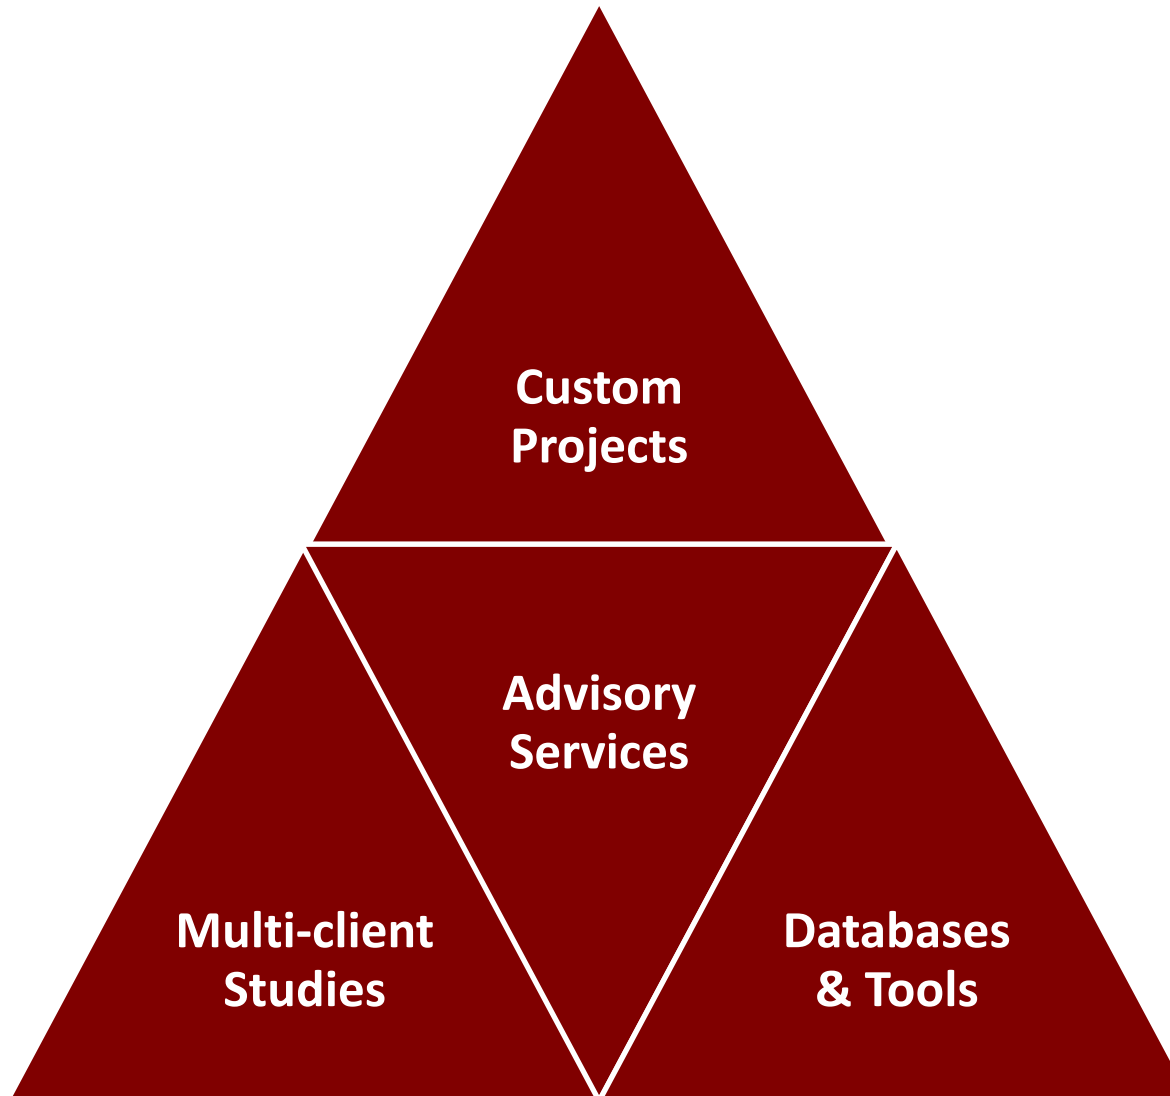 Custom
Projects
Advisory
Services
Multi-client
Studies
Databases
& Tools